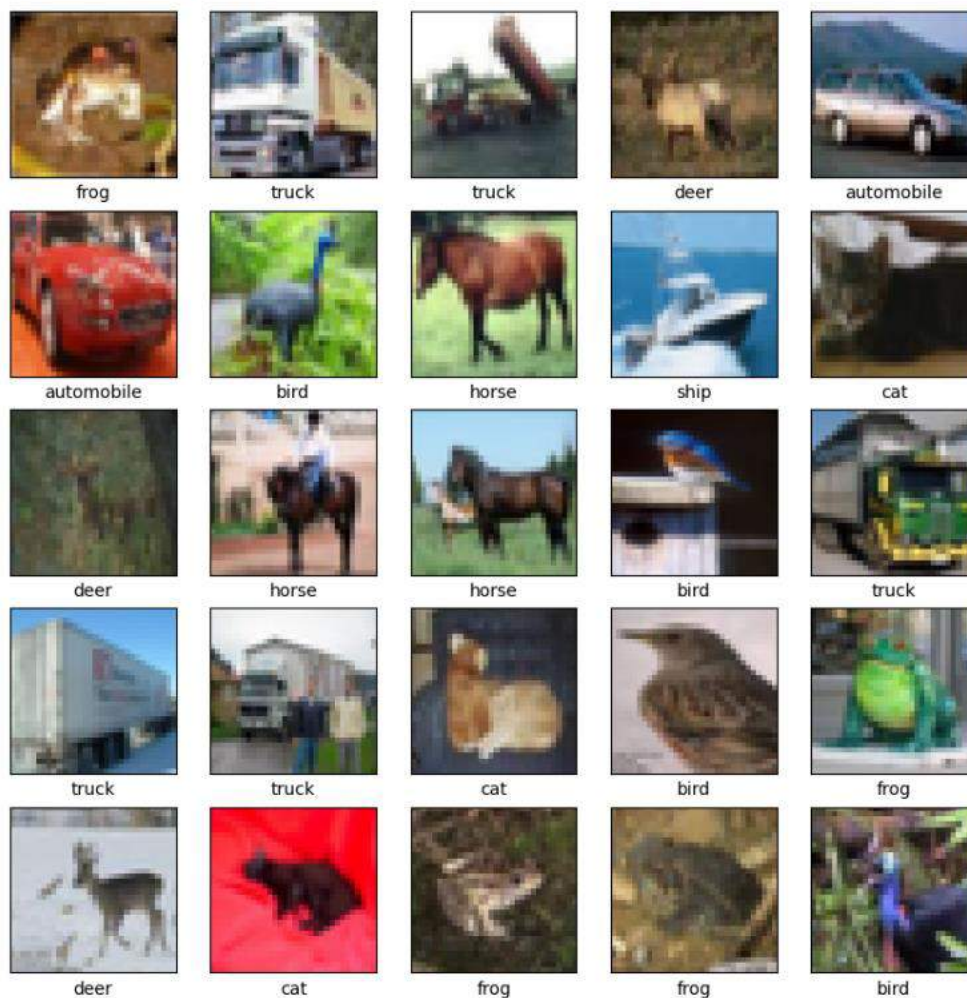 frog truck truck deer automobile
automobile bird horse ship cat
deer horse horse bird truck
truck truck cat bird frog
deer cat frog frog bird